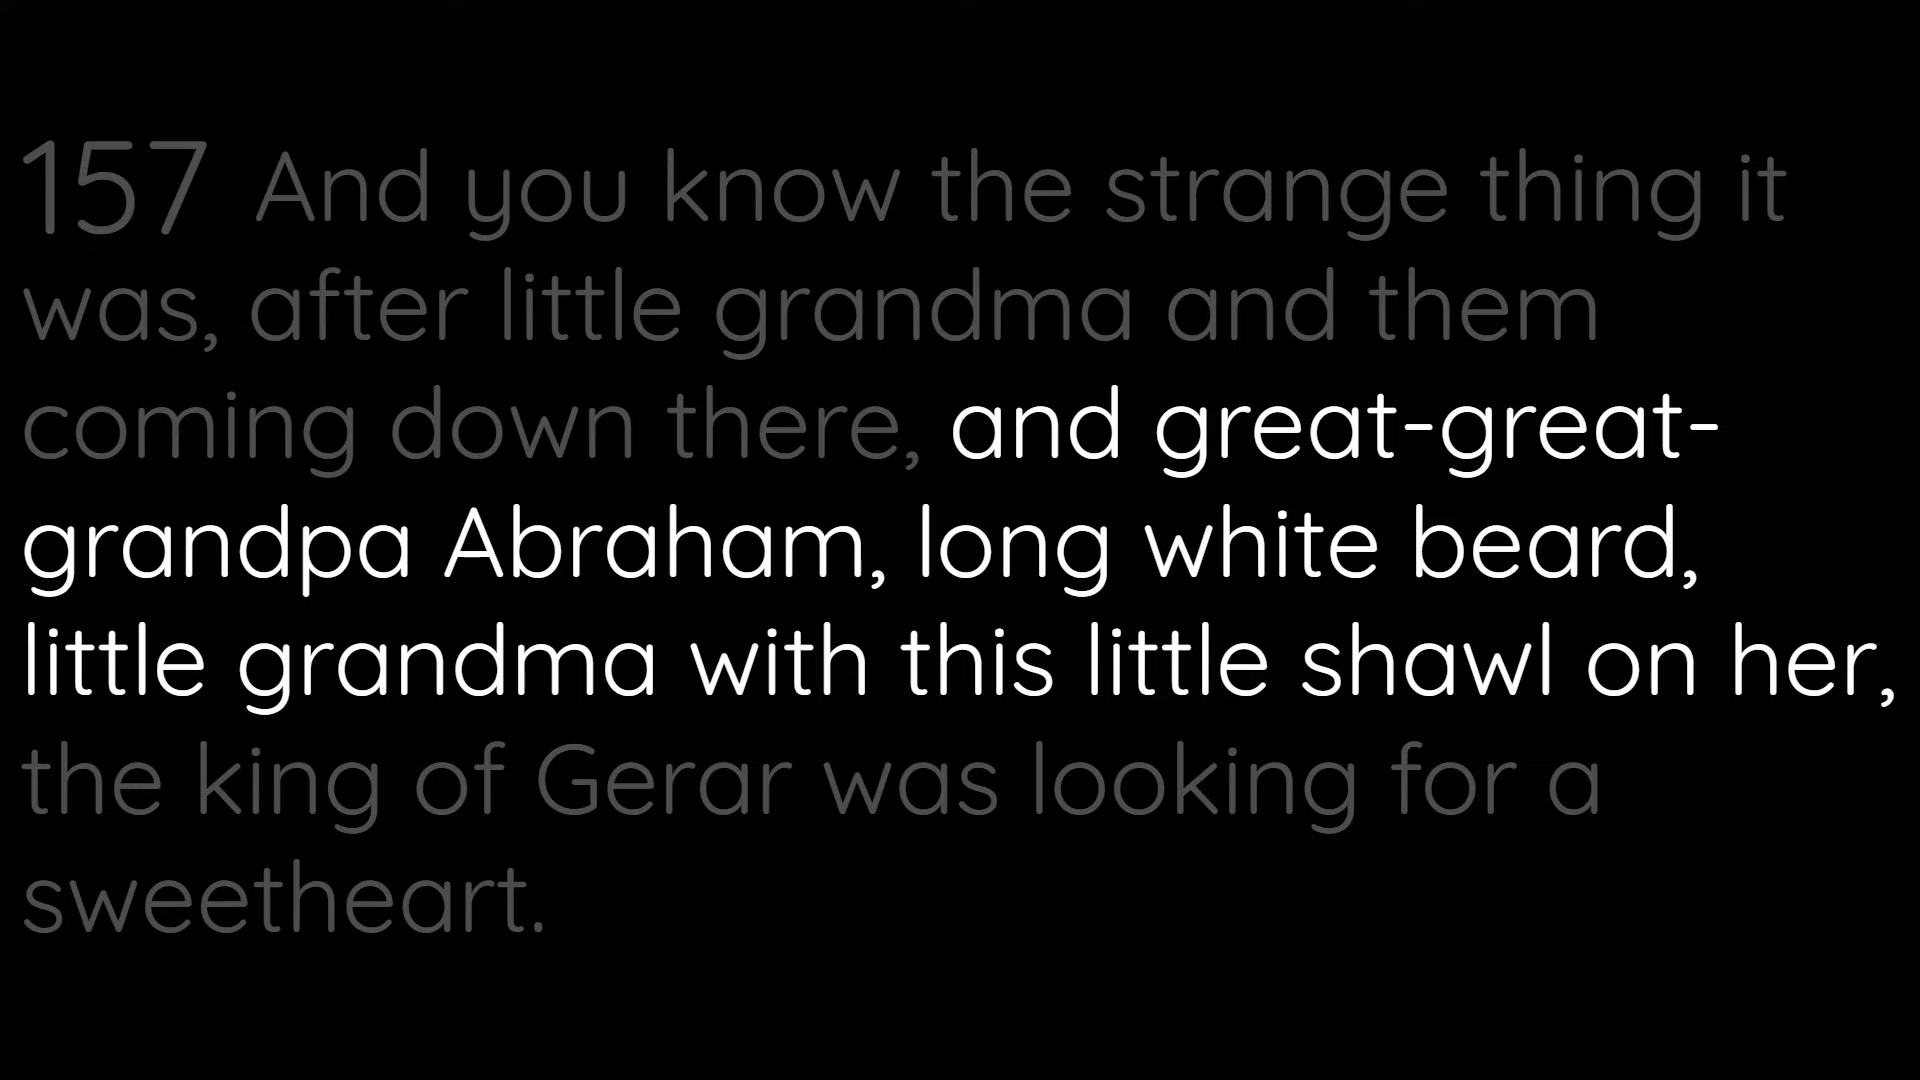 157 And you know the strange thing it
was, after little grandma and them
coming down there, and great-great-
grandpa Abraham, long white beard,
little grandma with this little shawl on her,
the king of Gerar was looking for a
sweetheart.